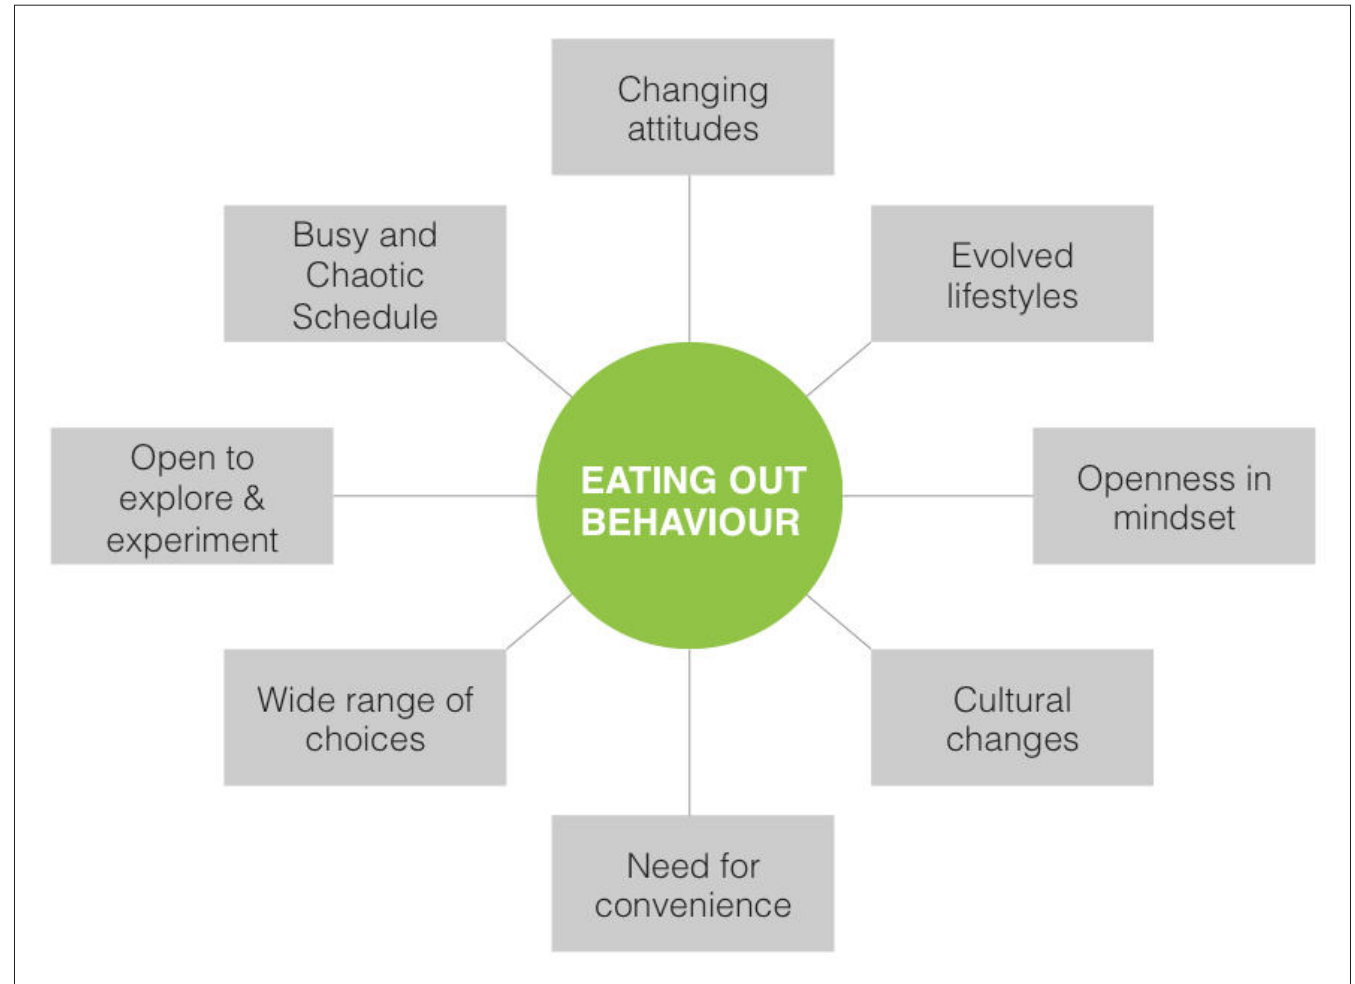 Changing
attitudes
Busy and
Chaotic
Schedule
Evolved
lifestyles
Open to
explore &
experiment
EATING OUT
BEHAVIOUR
Openness in
mindset
Wide range of
choices
Cultural
changes
Need for
convenience